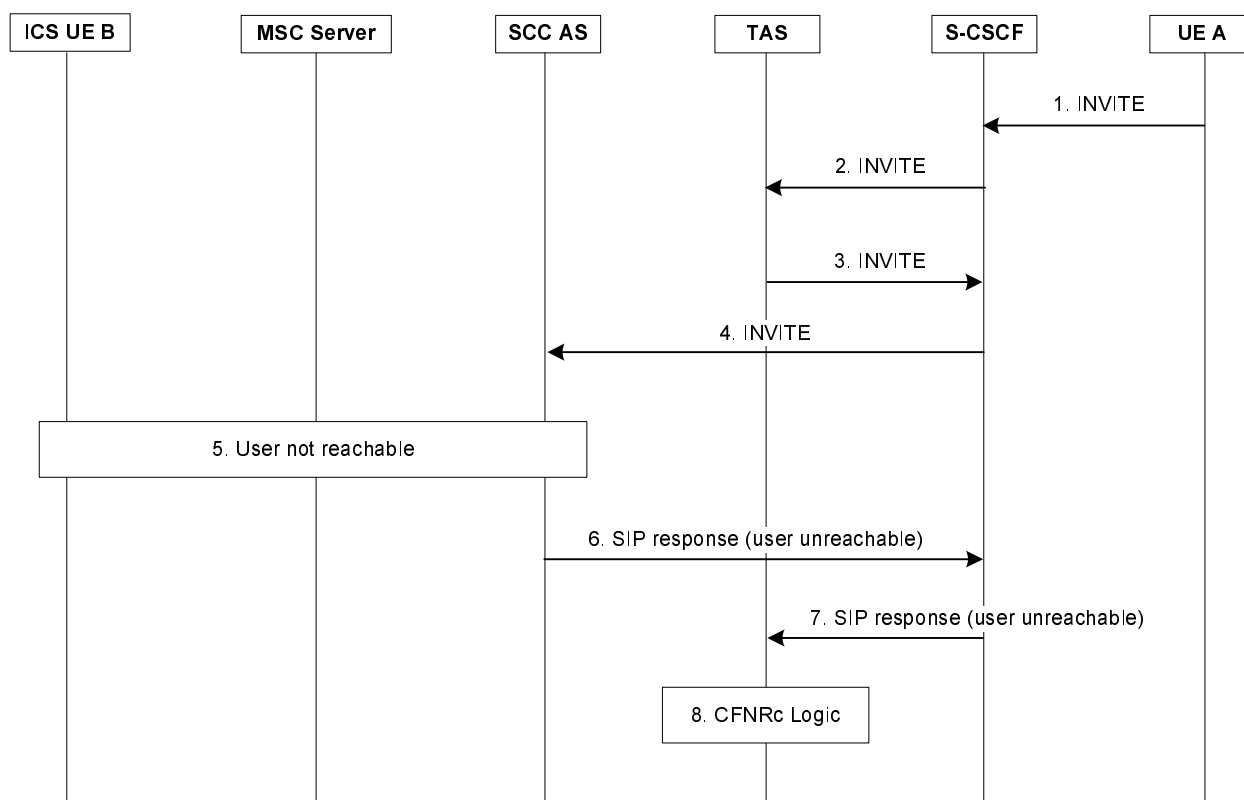 ICS UE B
MSC Server
SCC AS
TAS
S-CSCF
UE A
1. INVITE
2. INVITE
3. INVITE
4. INVITE
5. User not reachable
6. SIP response (user unreachable)
7. SIP response (user unreachable)
8. CFNRc Logic